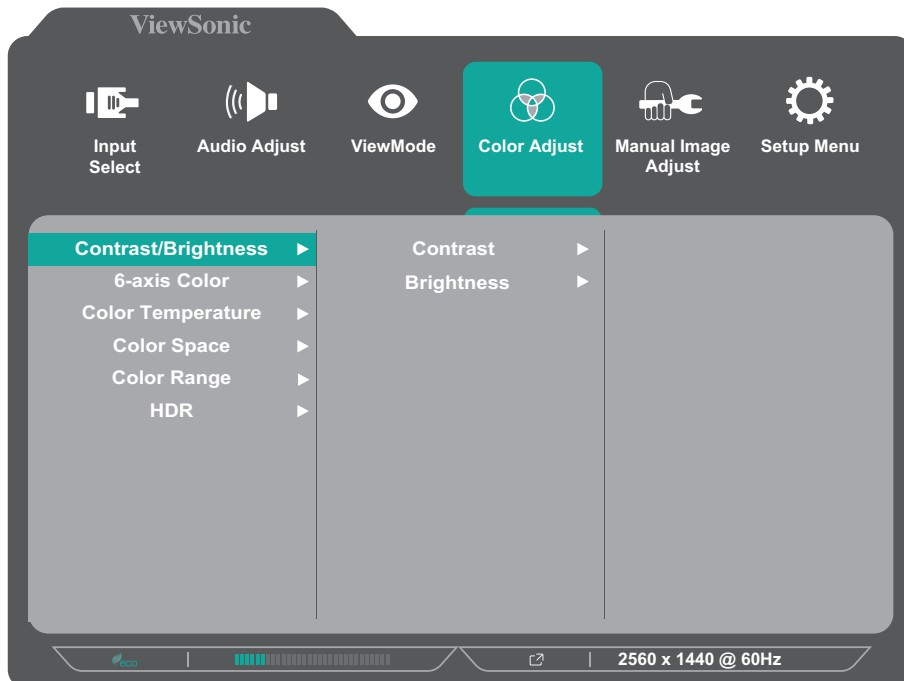 ViewSonic
Input Select
Audio Adjust
ViewMode
Color Adjust
Manual Image Adjust
Setup Menu
Contrast/Brightness
6-axis Color
Color Temperature
Color Space
Color Range
HDR
Contrast
Brightness
eco
2560 x 1440 @ 60Hz